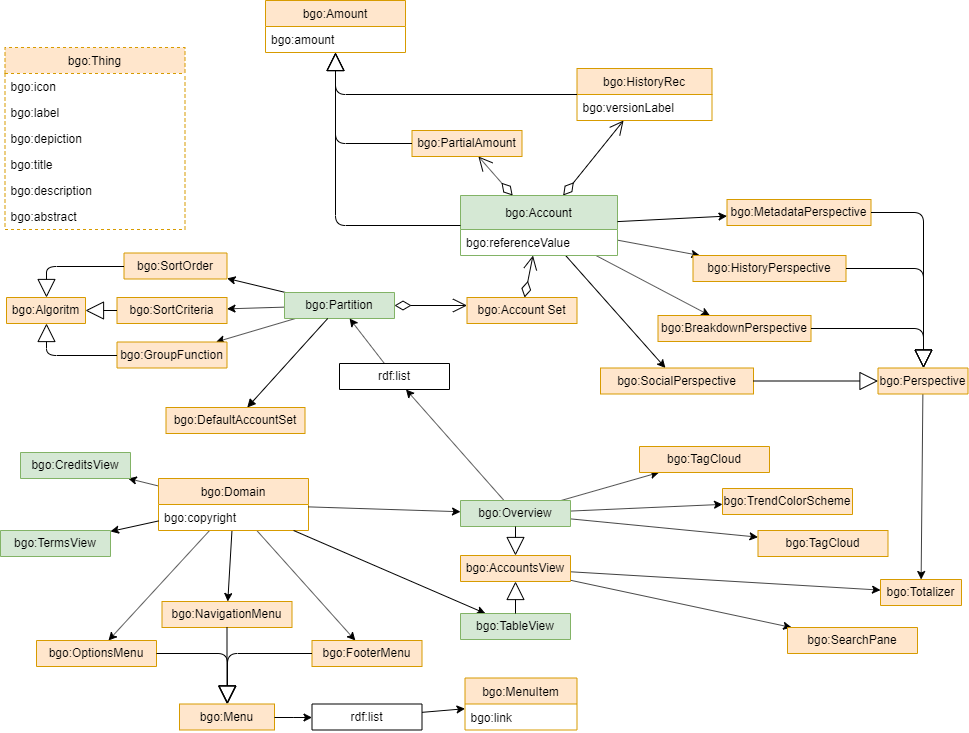 bgo:Amount
bgo:amount
bgo:Thing
bgo:icon
bgo:label
bgo:depiction
bgo:title
bgo:description
bgo:abstract
bgo:HistoryRec
bgo:versionLabel
bgo:PartialAmount
bgo:Account
bgo:referenceValue
bgo:MetadataPerspective
bgo:HistoryPerspective
bgo:BreakdownPerspective
bgo:SocialPerspective
bgo:Perspective
bgo:SortOrder
bgo:Algoritm
bgo:SortCriteria
bgo:GroupFunction
bgo:Partition
bgo:Account Set
rdf:list
bgo:DefaultAccountSet
bgo:CreditsView
bgo:Domain
bgo:copyright
bgo:TermsView
bgo:Overview
bgo:TagCloud
bgo:TrendColorScheme
bgo:TagCloud
bgo:AccountsView
bgo:Totalizer
bgo:TableView
bgo:SearchPane
bgo:NavigationMenu
bgo:OptionsMenu
bgo:FooterMenu
bgo:Menu
rdf:list
bgo:MenuItem
bgo:link